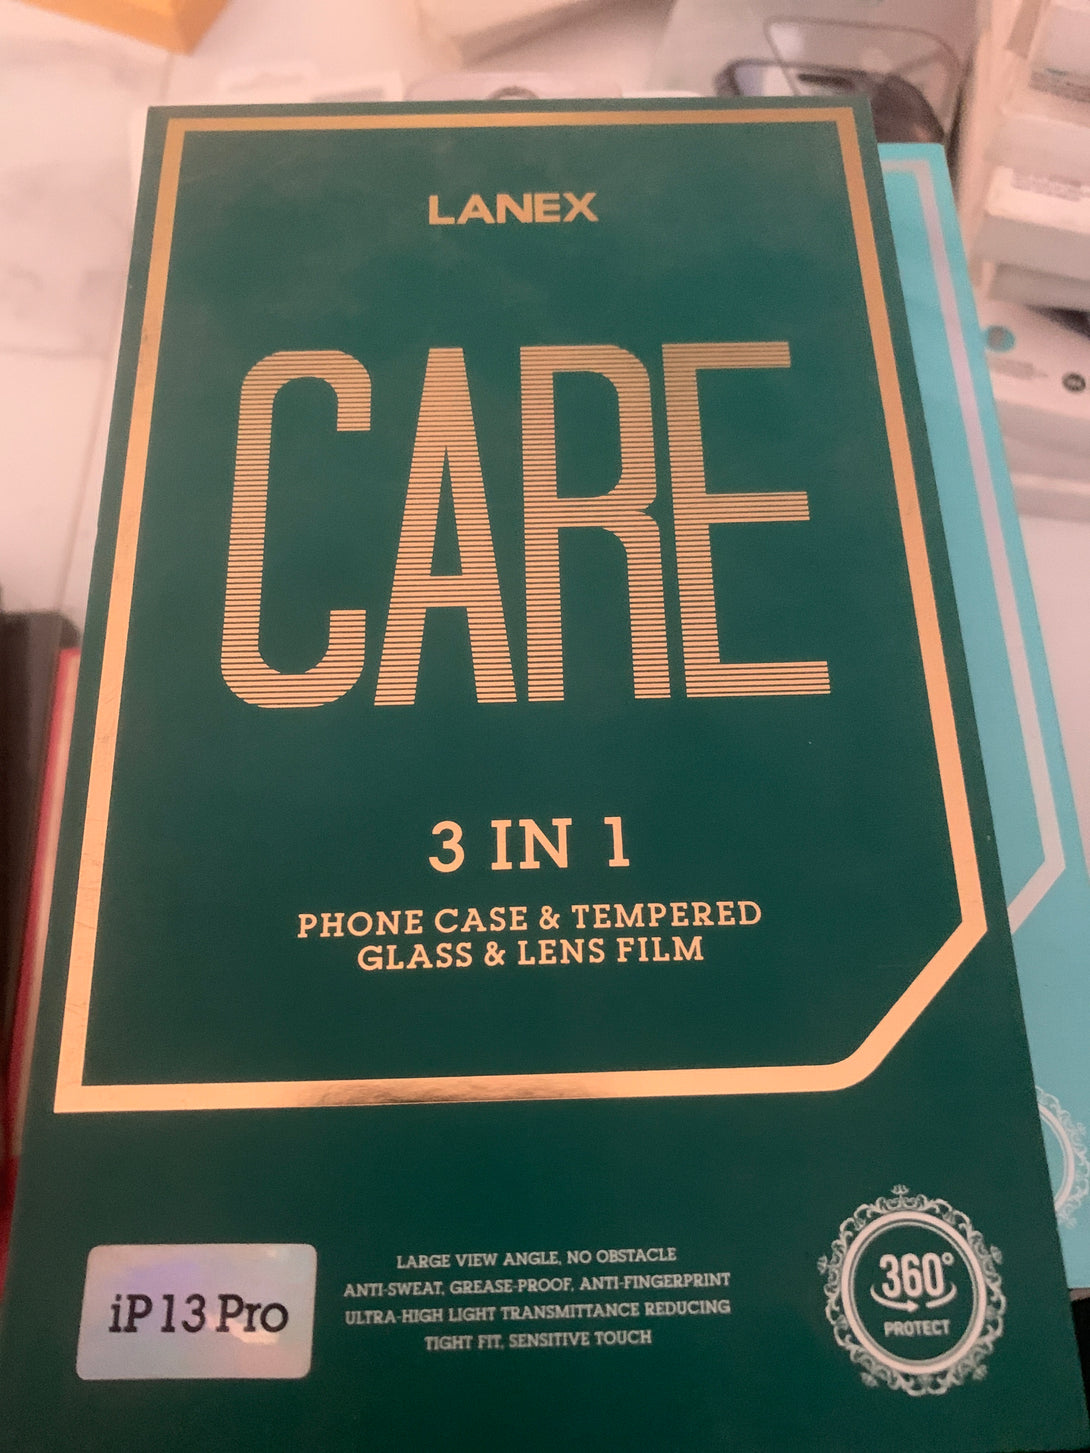 LANEX
CARE
3 IN 1
PHONE CASE & TEMPERED
GLASS & LENS FILM
iP 13 Pro
LARGE VIEW ANGLE, NO OBSTACLE
ANTI-SWEAT, GREASE-PROOF, ANTI-FINGERPRINT
ULTRA-HIGH LIGHT TRANSMITTANCE REDUCING
TIGHT FIT, SENSITIVE TOUCH
360°
PROTECT